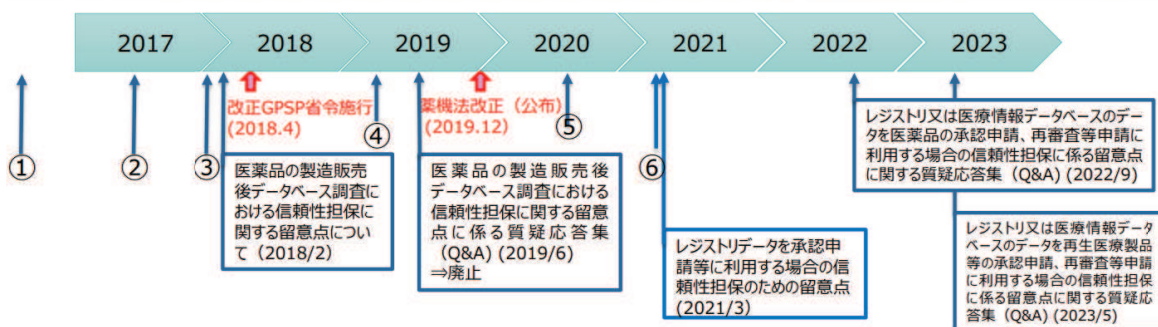 2017
2018
2019
2020
2021
2022
2023
改正GPSP省令施行
(2018.4)
薬機法改正（公布）
(2019.12)
①
②
③
④
⑤
⑥
医薬品の製造販売
後データベース調査に
おける信頼性担保に
関する留意点につい
て（2018/2）
医薬品の製造販売後
データベース調査における
信頼性担保に関する留意
点に係る質疑応答集
（Q&A) (2019/6)
⇒廃止
レジストリデータを承認申
請等に利用する場合の信
頼性担保のための留意点
(2021/3）
レジストリ又は医療情報データベースのデー
タを医薬品の承認申請、再審査等申請に
利用する場合の信頼性担保に係る留意点
に関する質疑応答集（Q&A) (2022/9）
レジストリ又は医療情報データ
ベースのデータを再生医療製品
等の承認申請、再審査等申請
に利用する場合の信頼性担保
に係る留意点に関する質疑応
答集（Q&A) (2023/5）